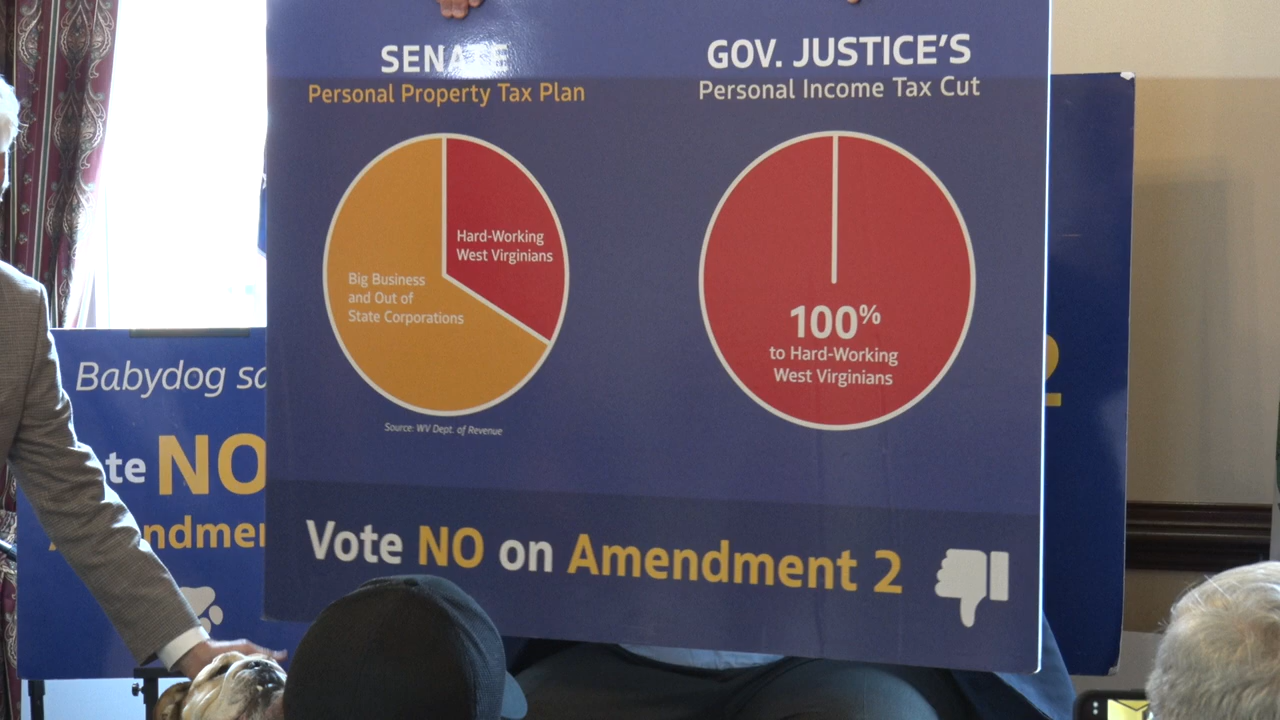 SENATE
Personal Property Tax Plan
GOV. JUSTICE'S
Personal Income Tax Cut
Hard-Working
West Virginians
Big Business
and Out of
State Corporations
Source: WV Dept. of Revenue
100%
to Hard-Working
West Virginians
Vote NO on Amendment 2
Babydog sa
te NO
ndmen
2